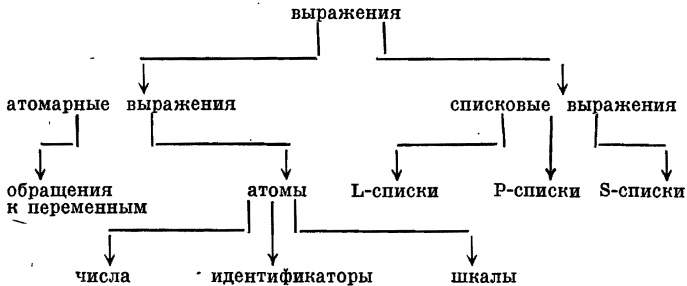 выражения
атомарные выражения
списковые выражения
обращения
к переменным
атомы
L-списки
P-списки
S-списки
числа
идентификаторы
шкалы